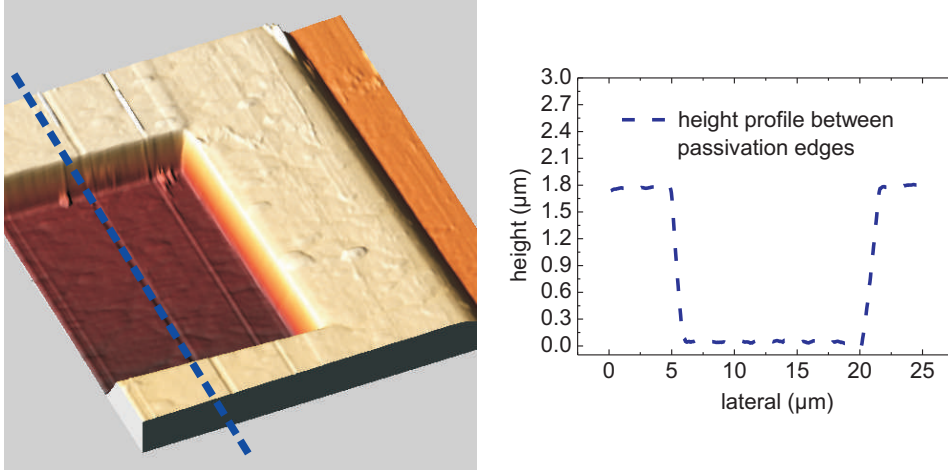 3.0
2.7
2.4
2.1
1.8
1.5
1.2
0.9
0.6
0.3
0.0
height (µm)
height profile between
passivation edges
0 5 10 15 20 25
lateral (µm)